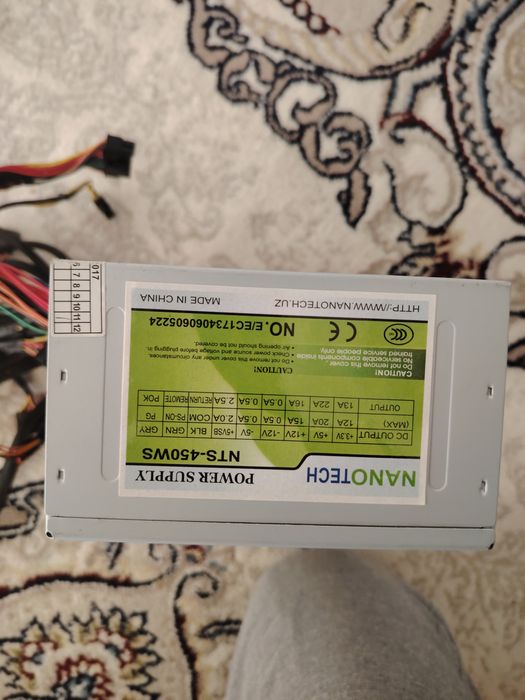 NANOTECH
POWER SUPPLY
NTS-450WS
DC OUTPUT +3.3V +5V +12V -12V -5V +5VSB BLK GRN GRY
(MAX) 12A 20A 15A 0.5A 0.5A 2.0A COM PS-ON PG
OUTPUT 13A 22A 16A 0.5A 0.5A 2.5A RETURN REMOTE POK
CAUTION!
Do not remove this cover
No serviceable components inside
trained service people only
CAUTION!
• Do not remove this cover under any circumstances.
• Check power source and voltage before plugging in.
• Air opening should not be covered.
CCC
CE
NO. E/EC1734060605224
HTTP://WWW.NANOTECH.UZ
MADE IN CHINA
017
6 7 8 9 10 11 12